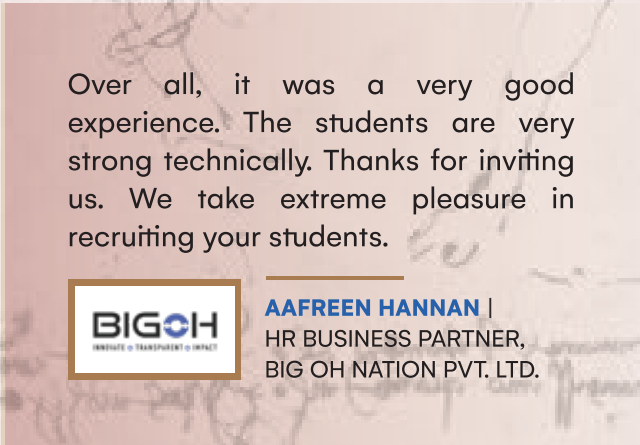 Over all, it was a very good
experience. The students are very
strong technically. Thanks for inviting
us. We take extreme pleasure in
recruiting your students.
BIGOH
INNOVATE TRANSPARENT IMPACT
AAFREEN HANNAN |
HR BUSINESS PARTNER,
BIG OH NATION PVT. LTD.